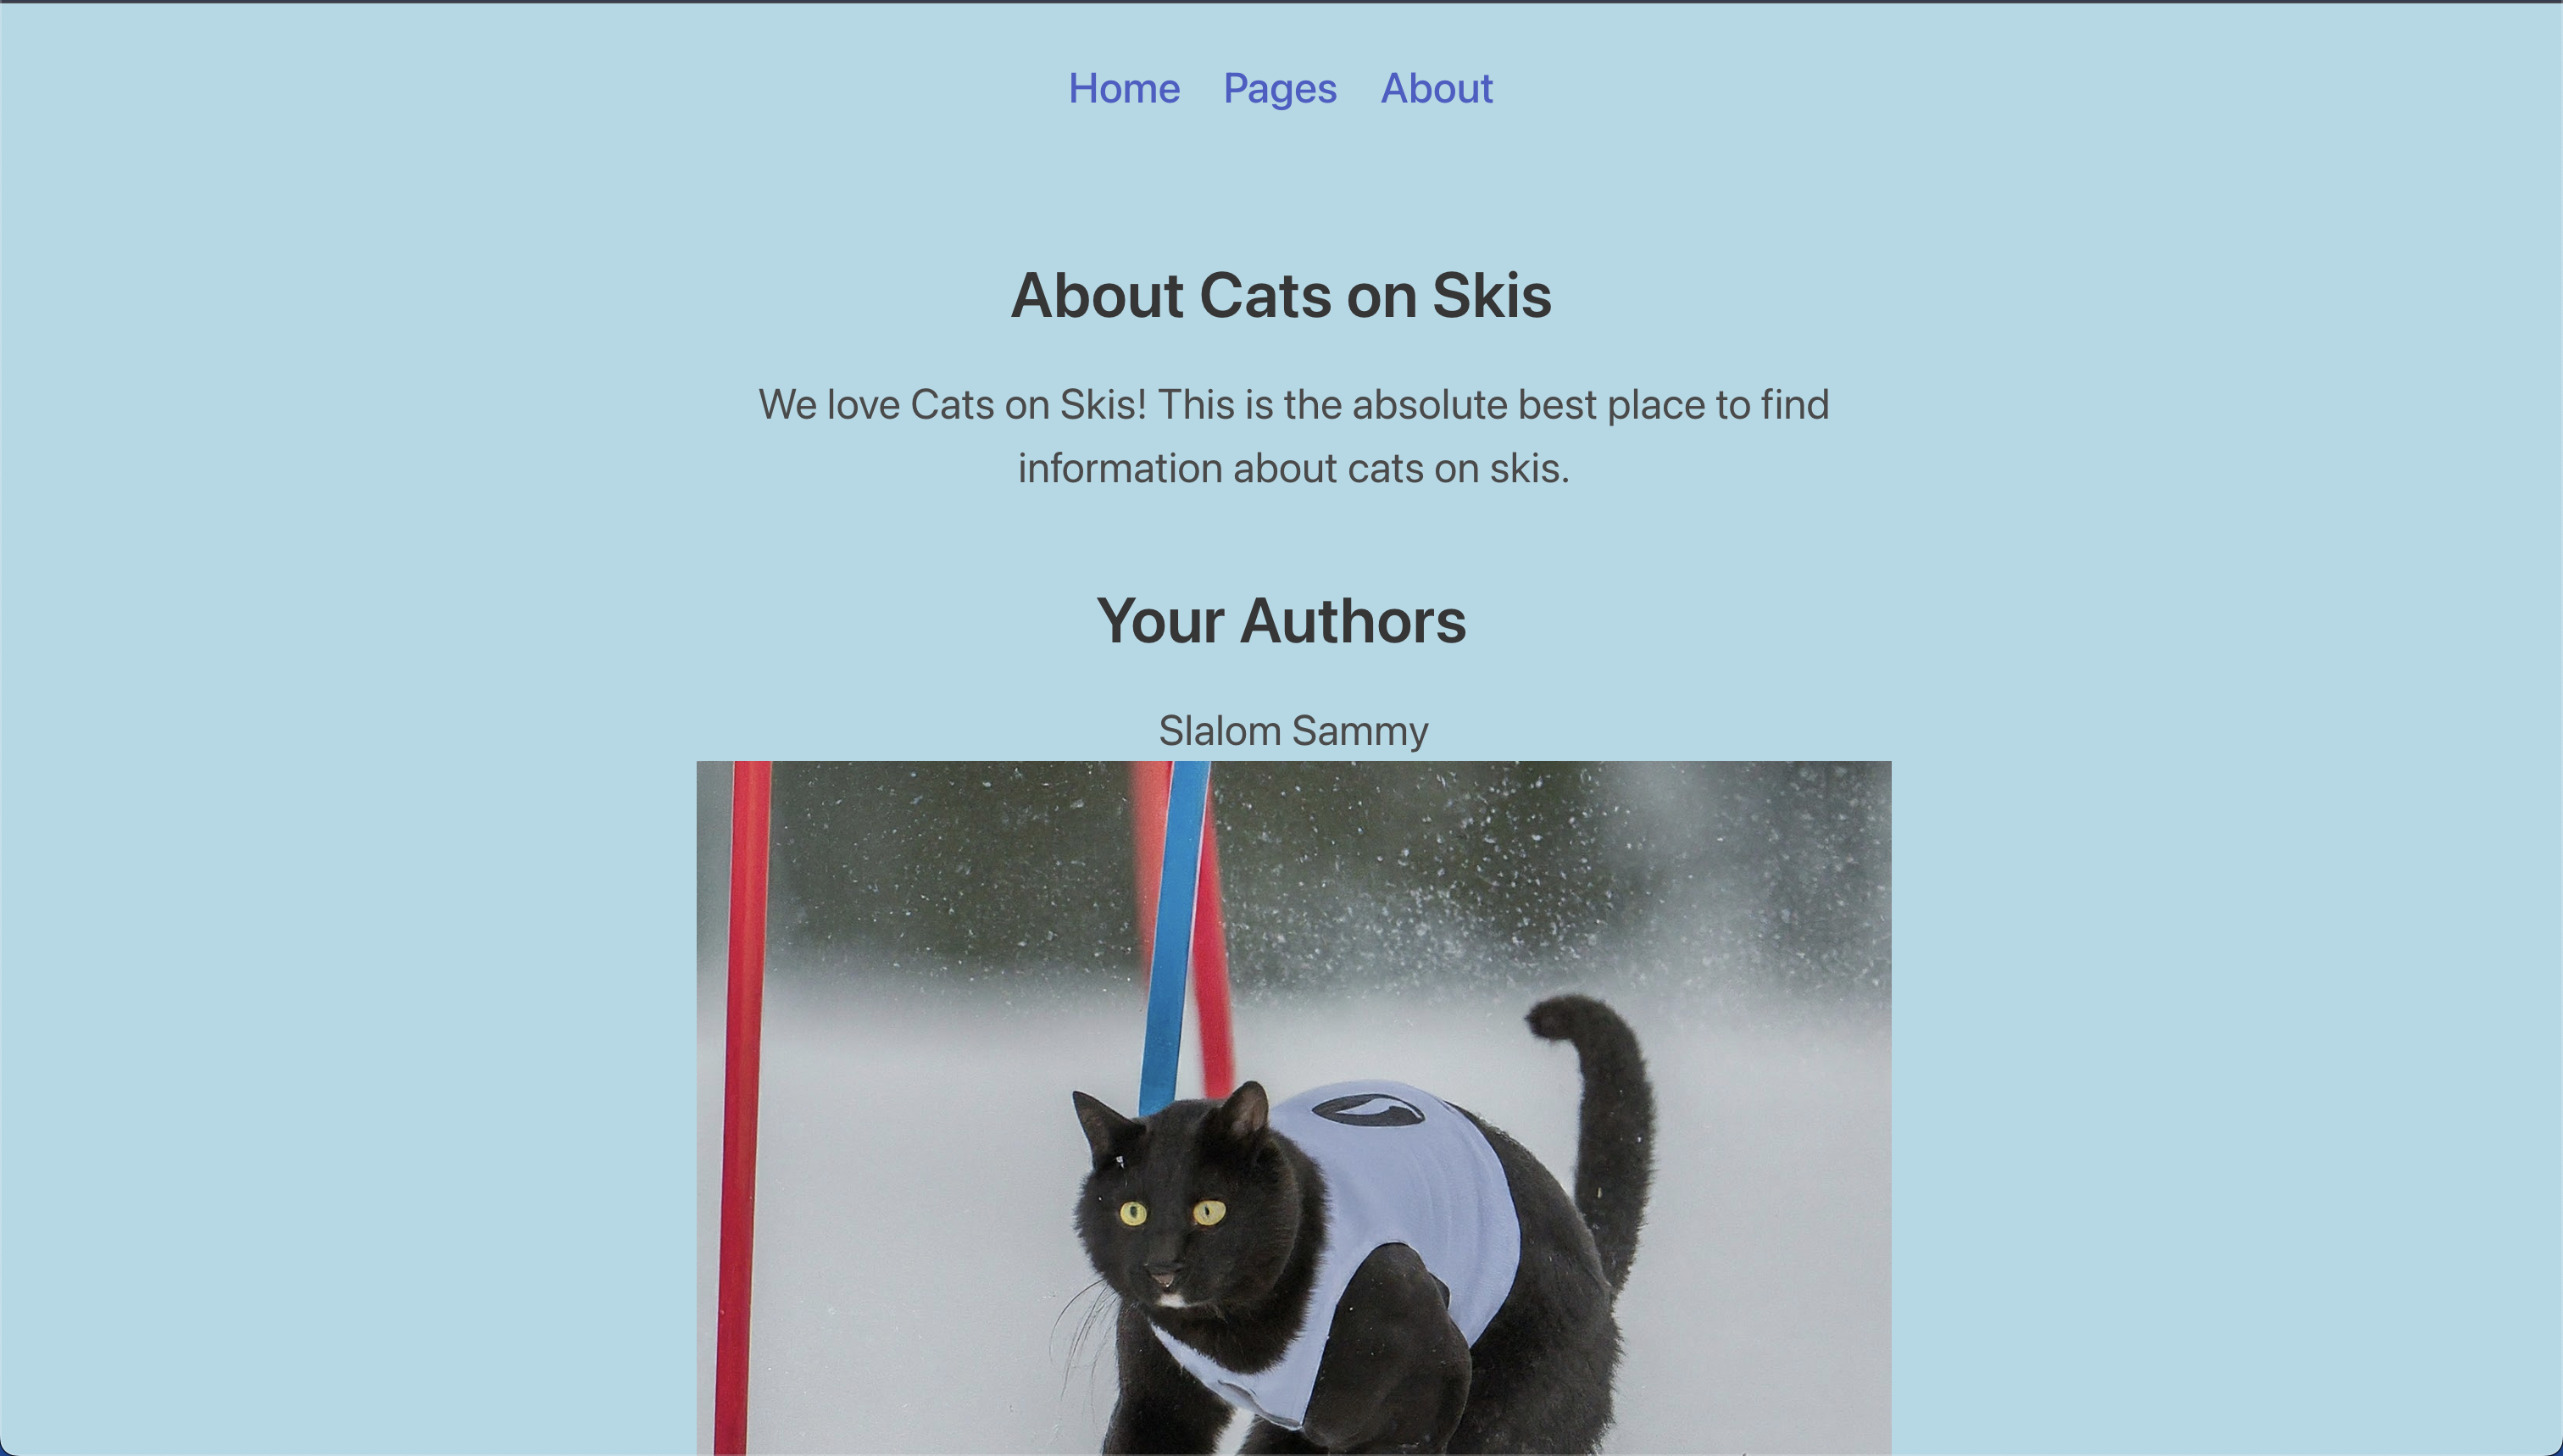 Home Pages About
About Cats on Skis
We love Cats on Skis! This is the absolute best place to find
information about cats on skis.
Your Authors
Slalom Sammy